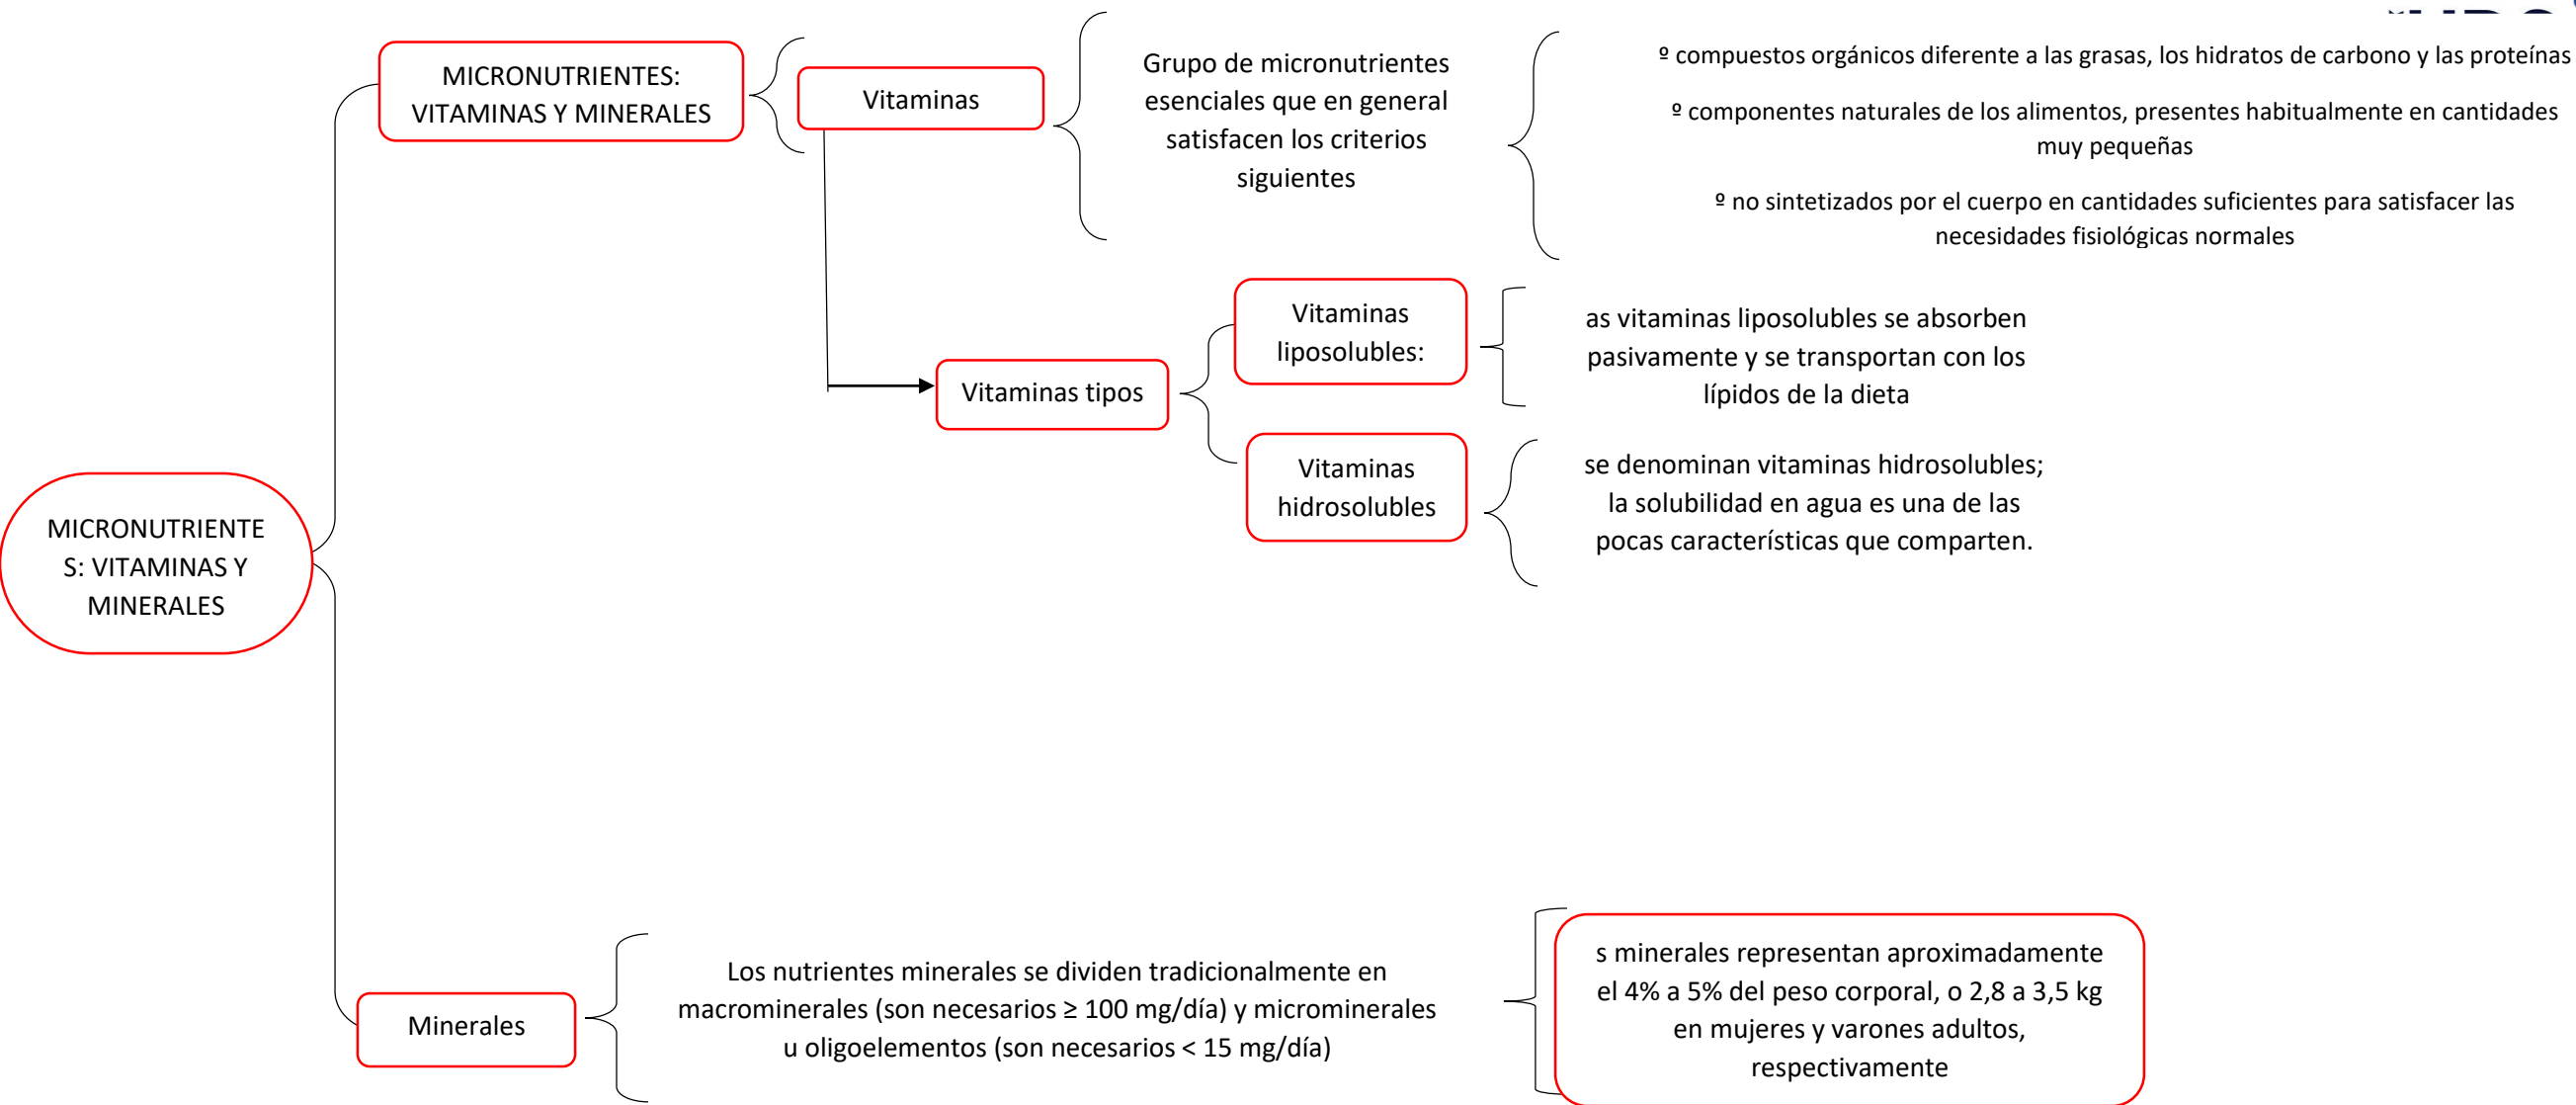 MICRONUTRIENTE
S: VITAMINAS Y
MINERALES
MICRONUTRIENTES:
VITAMINAS Y MINERALES
Vitaminas
Grupo de micronutrientes
esenciales que en general
satisfacen los criterios
siguientes
º compuestos orgánicos diferente a las grasas, los hidratos de carbono y las proteínas
º componentes naturales de los alimentos, presentes habitualmente en cantidades
muy pequeñas
º no sintetizados por el cuerpo en cantidades suficientes para satisfacer las
necesidades fisiológicas normales
Vitaminas tipos
Vitaminas
liposolubles:
as vitaminas liposolubles se absorben
pasivamente y se transportan con los
lípidos de la dieta
Vitaminas
hidrosolubles
se denominan vitaminas hidrosolubles;
la solubilidad en agua es una de las
pocas características que comparten.
Minerales
Los nutrientes minerales se dividen tradicionalmente en
macrominerales (son necesarios ≥ 100 mg/día) y microminerales
u oligoelementos (son necesarios < 15 mg/día)
s minerales representan aproximadamente
el 4% a 5% del peso corporal, o 2,8 a 3,5 kg
en mujeres y varones adultos,
respectivamente